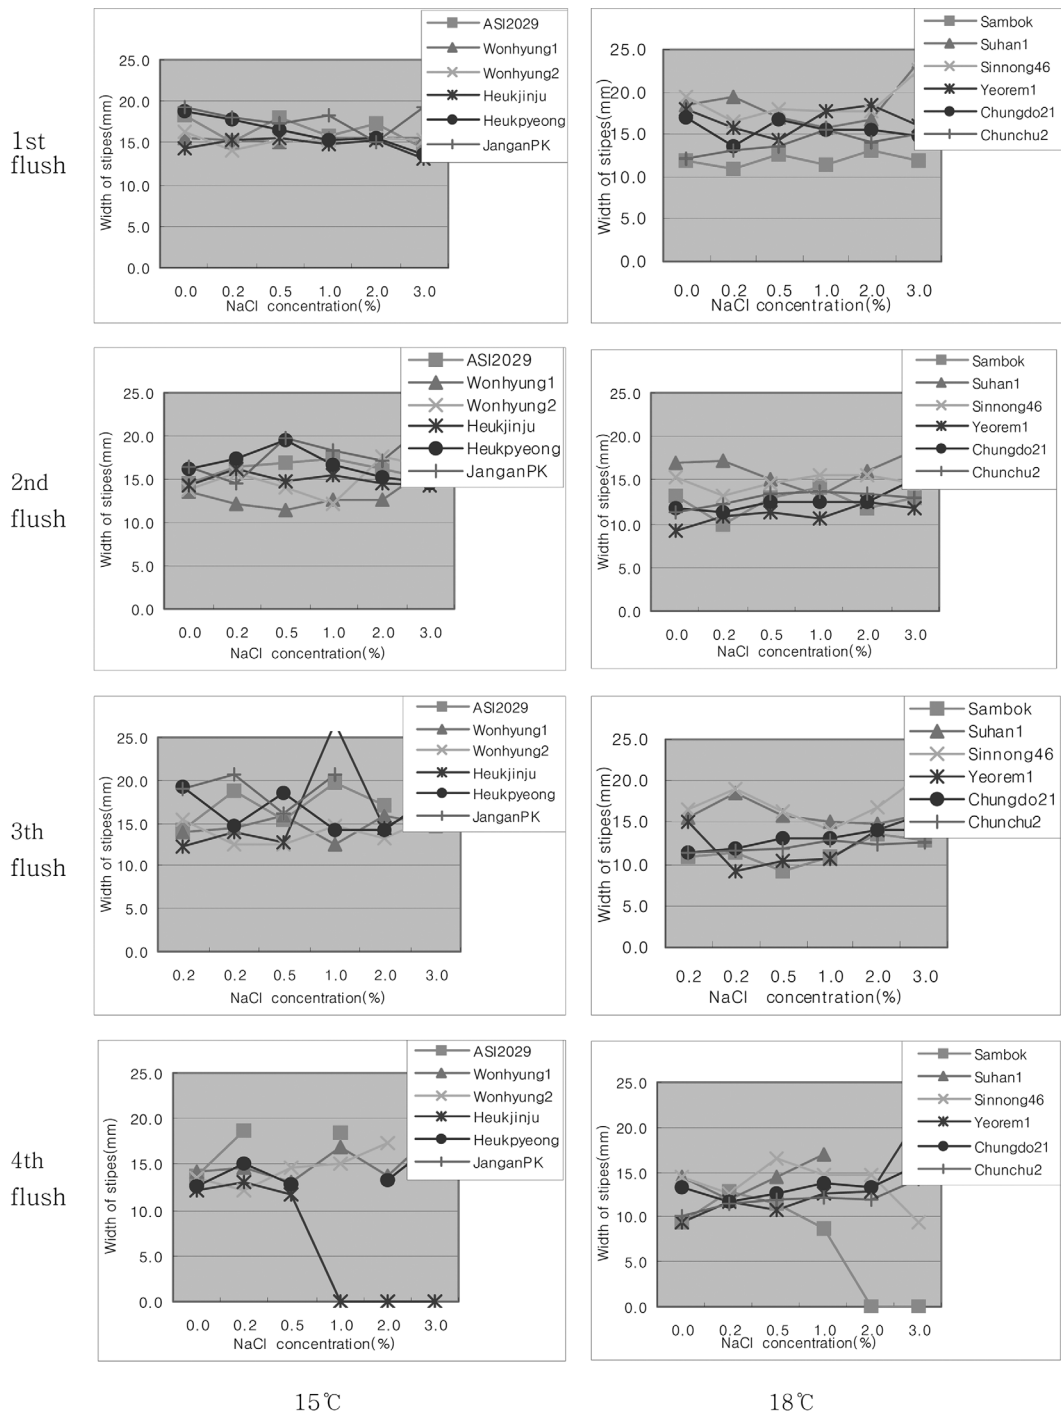 1st
flush
Width of stipes(mm)
25.0
20.0
15.0
10.0
5.0
0.0
0.0 0.2 0.5 1.0 2.0 3.0
NaCl concentration(%)
ASI2029
Wonhyung1
Wonhyung2
Heukjinju
Heukpyeong
JanganPK
Width of stipes(mm)
25.0
20.0
15.0
10.0
5.0
0.0
0.0 0.2 0.5 1.0 2.0 3.0
NaCl concentration(%)
Sambok
Suhan1
Sinnong46
Yeorem1
Chungdo21
Chunchu2
2nd
flush
Width of stipes(mm)
25.0
20.0
15.0
10.0
5.0
0.0
0.0 0.2 0.5 1.0 2.0 3.0
NaCl concentration(%)
ASI2029
Wonhyung1
Wonhyung2
Heukjinju
Heukpyeong
JanganPK
Width of stipes(mm)
25.0
20.0
15.0
10.0
5.0
0.0
0.0 0.2 0.5 1.0 2.0 3.0
NaCl concentration(%)
Sambok
Suhan1
Sinnong46
Yeorem1
Chungdo21
Chunchu2
3th
flush
Width of stipes(mm)
25.0
20.0
15.0
10.0
5.0
0.0
0.2 0.2 0.5 1.0 2.0 3.0
NaCl concentration(%)
ASI2029
Wonhyung1
Wonhyung2
Heukjinju
Heukpyeong
JanganPK
Width of stipes(mm)
25.0
20.0
15.0
10.0
5.0
0.0
0.2 0.2 0.5 1.0 2.0 3.0
NaCl concentration(%)
Sambok
Suhan1
Sinnong46
Yeorem1
Chungdo21
Chunchu2
4th
flush
Width of stipes(mm)
25.0
20.0
15.0
10.0
5.0
0.0
0.0 0.2 0.5 1.0 2.0 3.0
NaCl concentration(%)
ASI2029
Wonhyung1
Wonhyung2
Heukjinju
Heukpyeong
JanganPK
Width of stipes(mm)
25.0
20.0
15.0
10.0
5.0
0.0
0.0 0.2 0.5 1.0 2.0 3.0
NaCl concentration(%)
Sambok
Suhan1
Sinnong46
Yeorem1
Chungdo21
Chunchu2
15℃
18℃